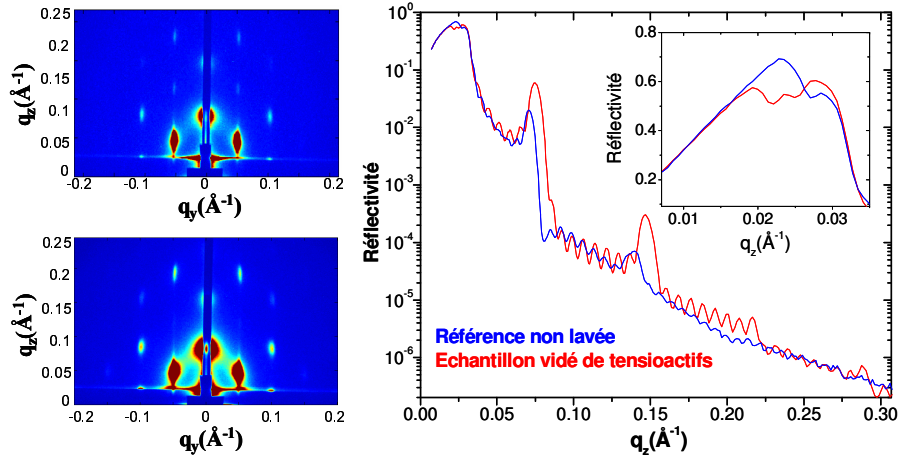 0.25
0.2
0.15
0.1
0.05
0
q_z(Å⁻¹)
-0.2 -0.1 0 0.1 0.2
q_y(Å⁻¹)
0.25
0.2
0.15
0.1
0.05
0
q_z(Å⁻¹)
-0.2 -0.1 0 0.1 0.2
q_y(Å⁻¹)
10⁰
10⁻¹
10⁻²
10⁻³
10⁻⁴
10⁻⁵
10⁻⁶
Réflectivité
0.8
0.6
0.4
0.2
Réflectivité
0.01 0.02 0.03
q_z(Å⁻¹)
Référence non lavée
Echantillon vidé de tensioactifs
0.00 0.05 0.10 0.15 0.20 0.25 0.30
q_z(Å⁻¹)